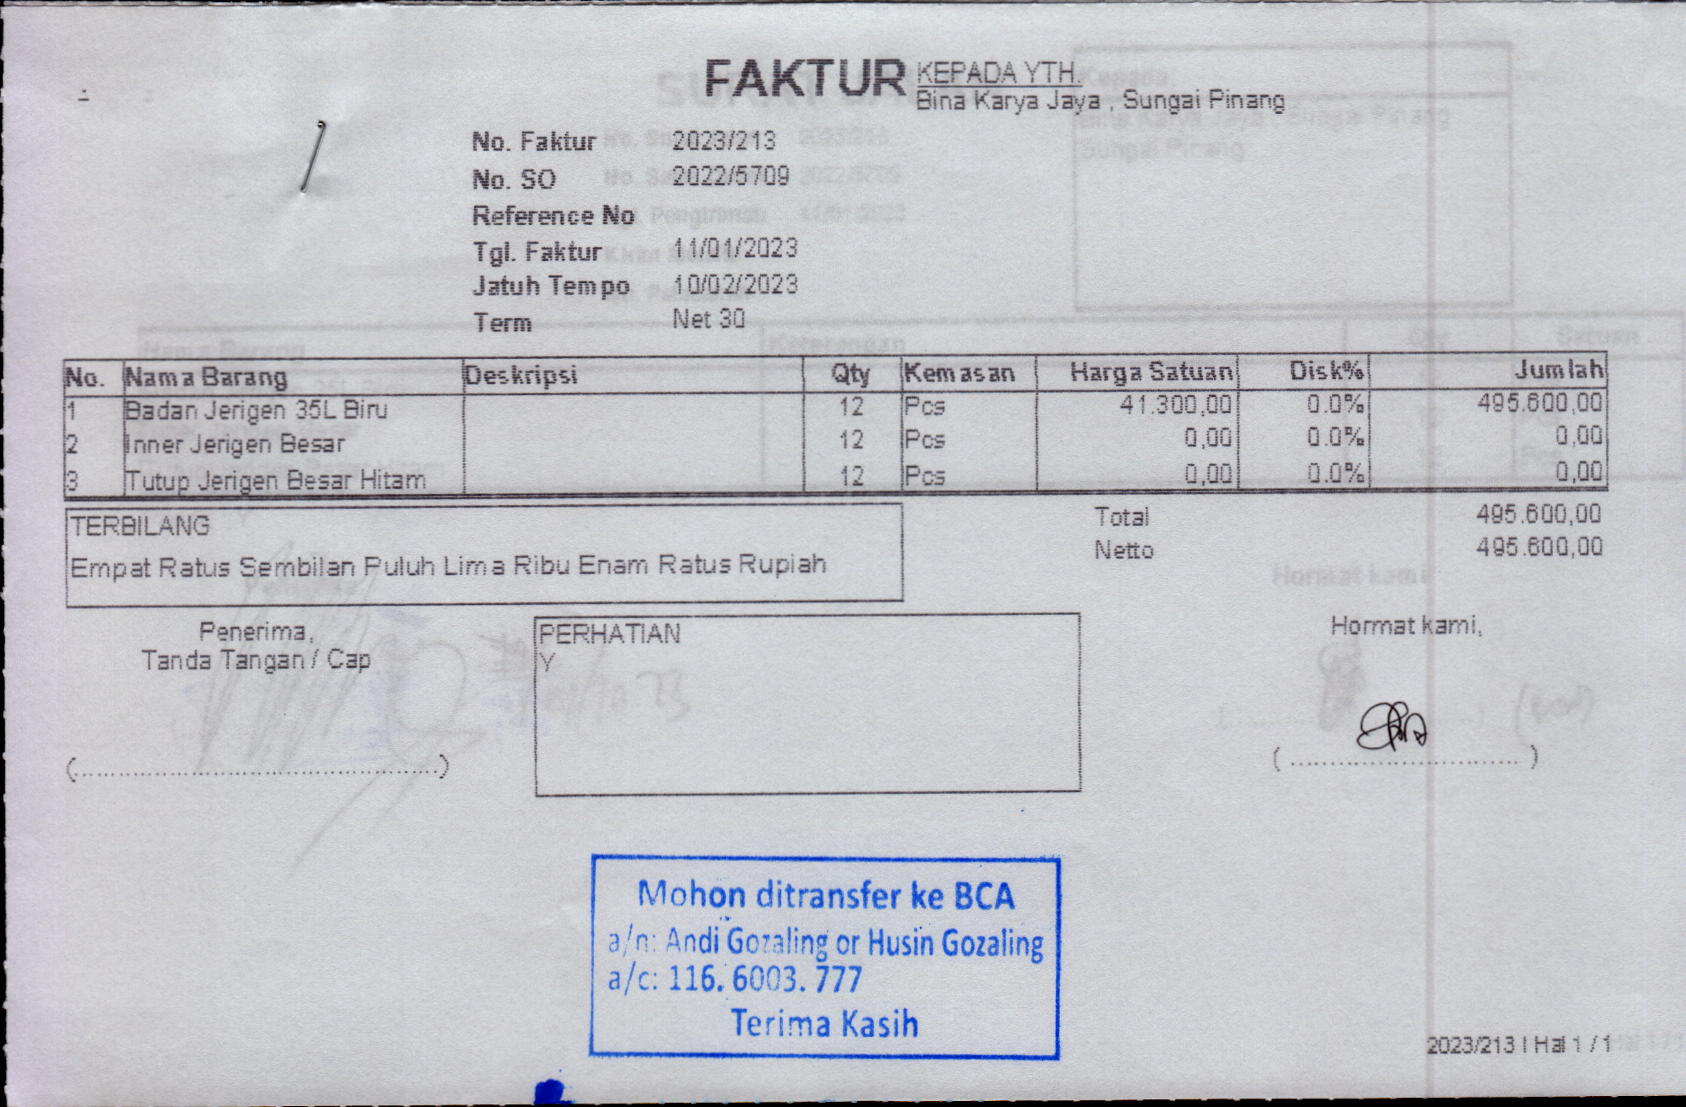 FAKTUR
KEPADA YTH.
Bina Karya Jaya , Sungai Pinang
No. Faktur 2023/213
No. SO 2022/5709
Reference No
Tgl. Faktur 11/01/2023
Jatuh Tempo 10/02/2023
Term Net 30
No. Nama Barang Deskripsi Qty Kemasan Harga Satuan Disk% Jumlah
1 Badan Jerigen 35L Biru 12 Pcs 41.300,00 0.0% 495.600,00
2 Inner Jerigen Besar 12 Pcs 0,00 0.0% 0,00
3 Tutup Jerigen Besar Hitam 12 Pcs 0,00 0.0% 0,00
TERBILANG
Empat Ratus Sembilan Puluh Lima Ribu Enam Ratus Rupiah
Total 495.600,00
Netto 495.600,00
Penerima,
Tanda Tangan / Cap
(................................................)
PERHATIAN
Y
Hormat kami,
( .............................. )
Mohon ditransfer ke BCA
a/n: Andi Gozaling or Husin Gozaling
a/c: 116. 6003. 777
Terima Kasih
2023/213 | Hal 1 / 1